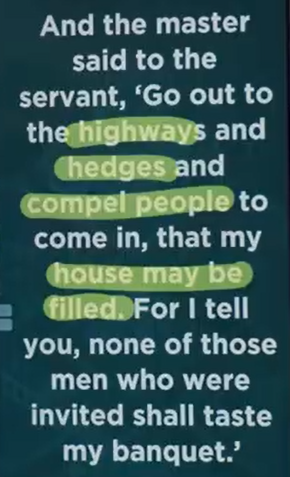 And the master
said to the
servant, ‘Go out to
the highways and
hedges and
compel people to
come in, that my
house may be
filled. For I tell
you, none of those
men who were
invited shall taste
my banquet.’